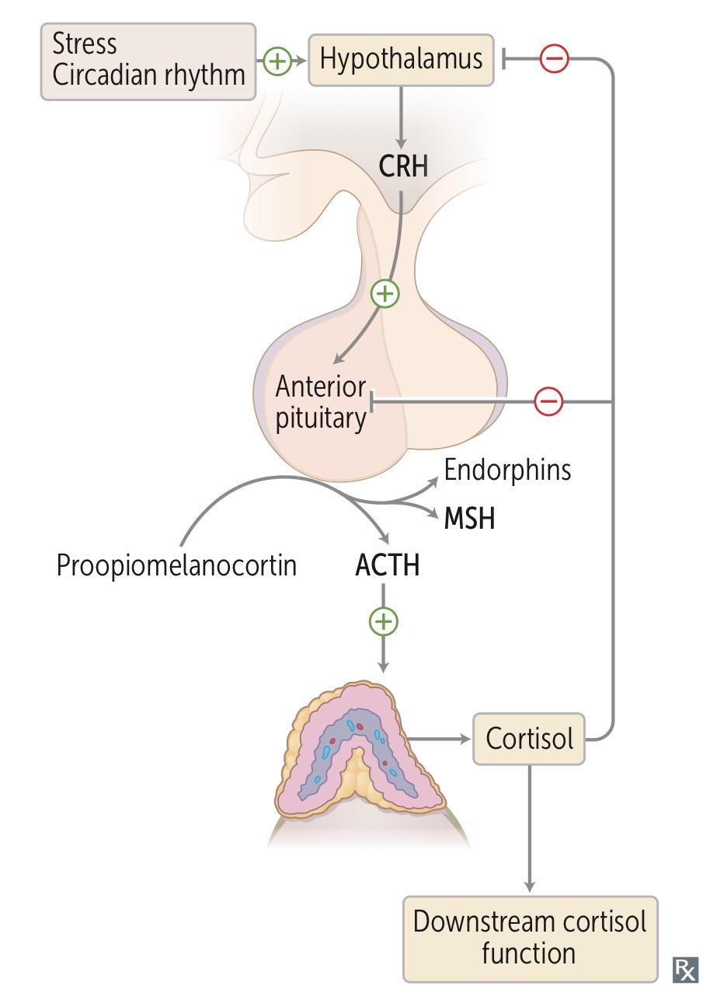 Stress
Circadian rhythm
Hypothalamus
CRH
Anterior
pituitary
Endorphins
MSH
Proopiomelanocortin
ACTH
Cortisol
Downstream cortisol
function
Rx